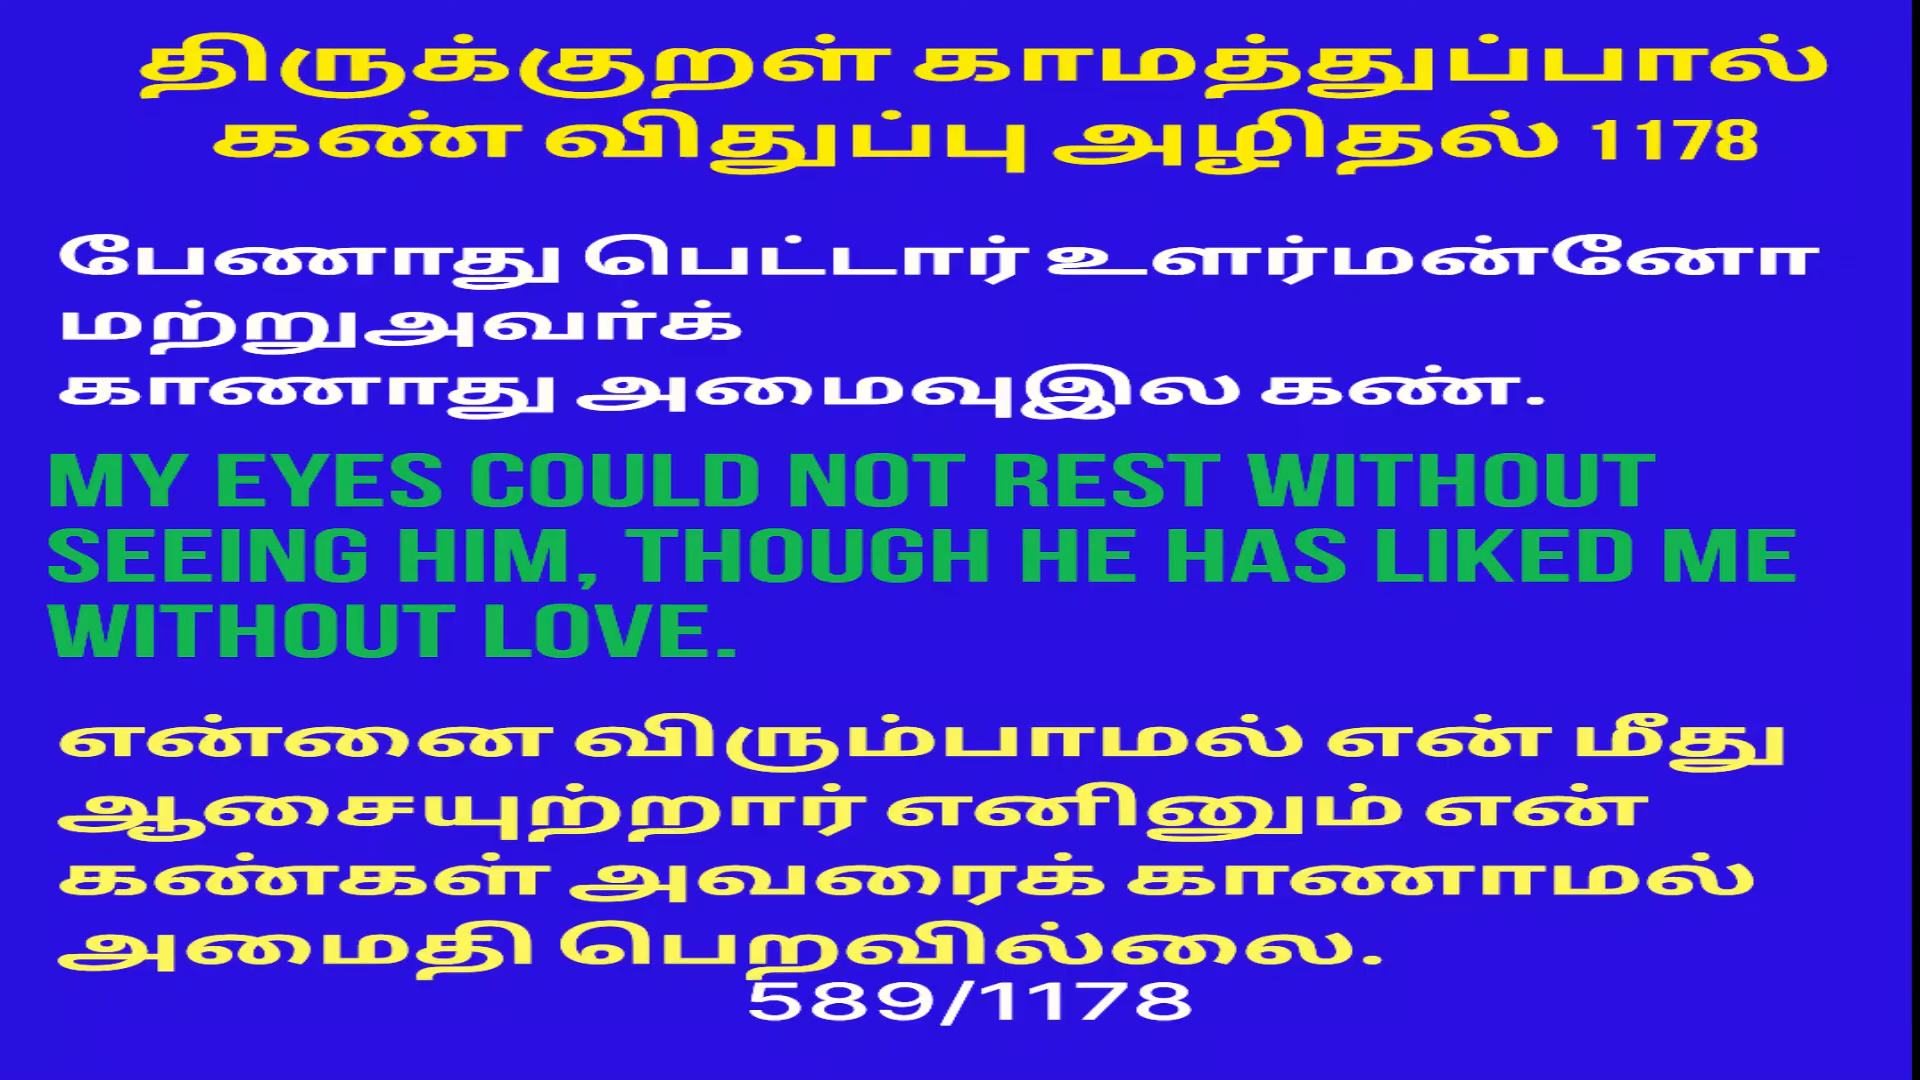 திருக்குறள் காமத்துப்பால்
கண் விதுப்பு அழிதல் 1178
பேணாது பெட்டார் உளர்மன்னோ
மற்றுஅவர்க்
காணாது அமைவுஇல கண்.
MY EYES COULD NOT REST WITHOUT
SEEING HIM, THOUGH HE HAS LIKED ME
WITHOUT LOVE.
என்னை விரும்பாமல் என் மீது
ஆசையுற்றார் எனினும் என்
கண்கள் அவரைக் காணாமல்
அமைதி பெறவில்லை.
589/1178